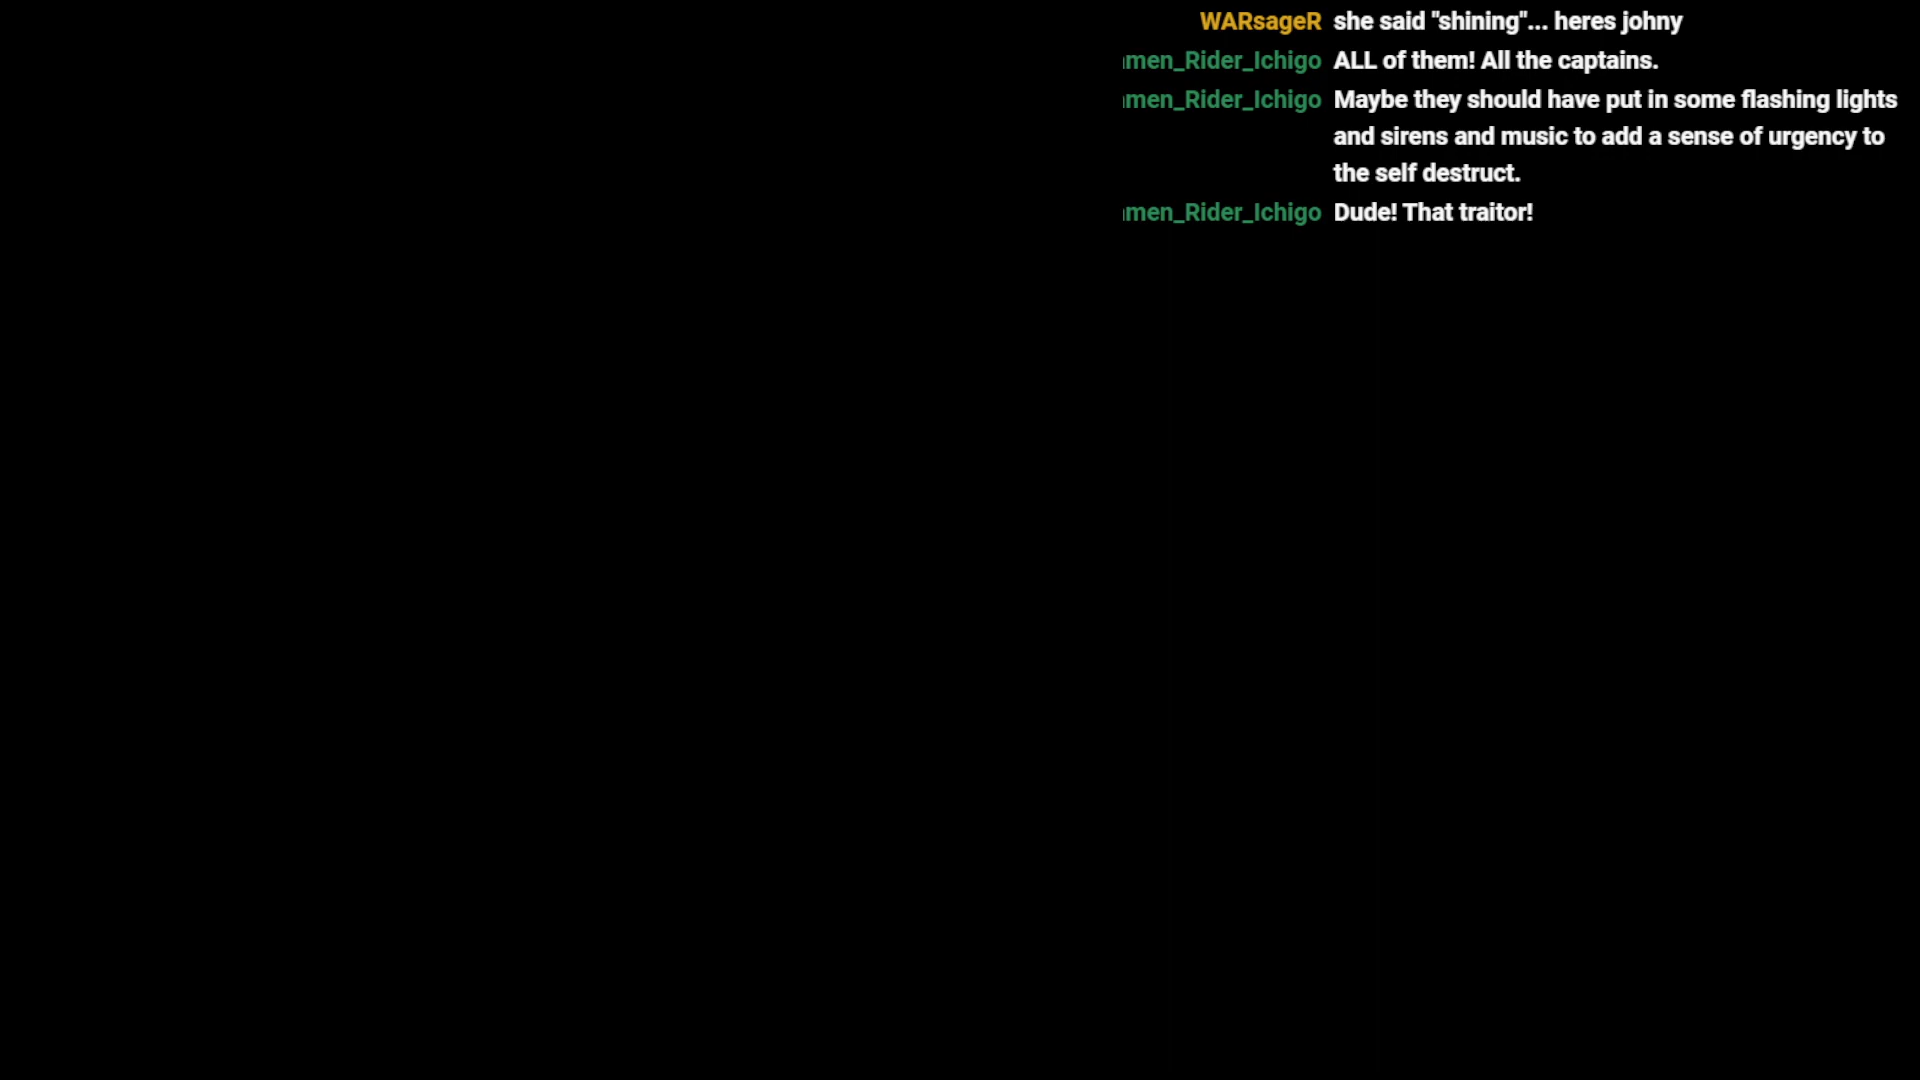 WARsageR she said "shining"... heres johny
men_Rider_Ichigo ALL of them! All the captains.
men_Rider_Ichigo Maybe they should have put in some flashing lights
and sirens and music to add a sense of urgency to
the self destruct.
men_Rider_Ichigo Dude! That traitor!